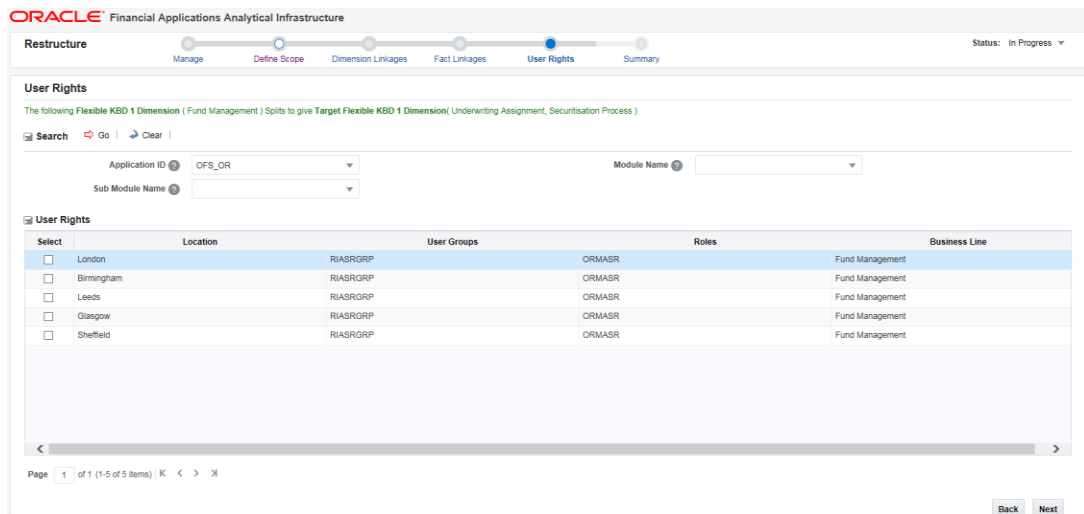 ORACLE Financial Applications Analytical Infrastructure
Restructure
Manage Define Scope Dimension Linkages Fact Linkages User Rights Summary
Status: In Progress
User Rights
The following Flexible KBD 1 Dimension ( Fund Management ) Splits to give Target Flexible KBD 1 Dimension( Underwriting Assignment, Securitisation Process )
Search Go | Clear |
Application ID ? OFS_OR Module Name ?
Sub Module Name ?
User Rights
Select Location User Groups Roles Business Line
London RIASRGRP ORMASR Fund Management
Birmingham RIASRGRP ORMASR Fund Management
Leeds RIASRGRP ORMASR Fund Management
Glasgow RIASRGRP ORMASR Fund Management
Sheffield RIASRGRP ORMASR Fund Management
Page 1 of 1 (1-5 of 5 items)
Back Next